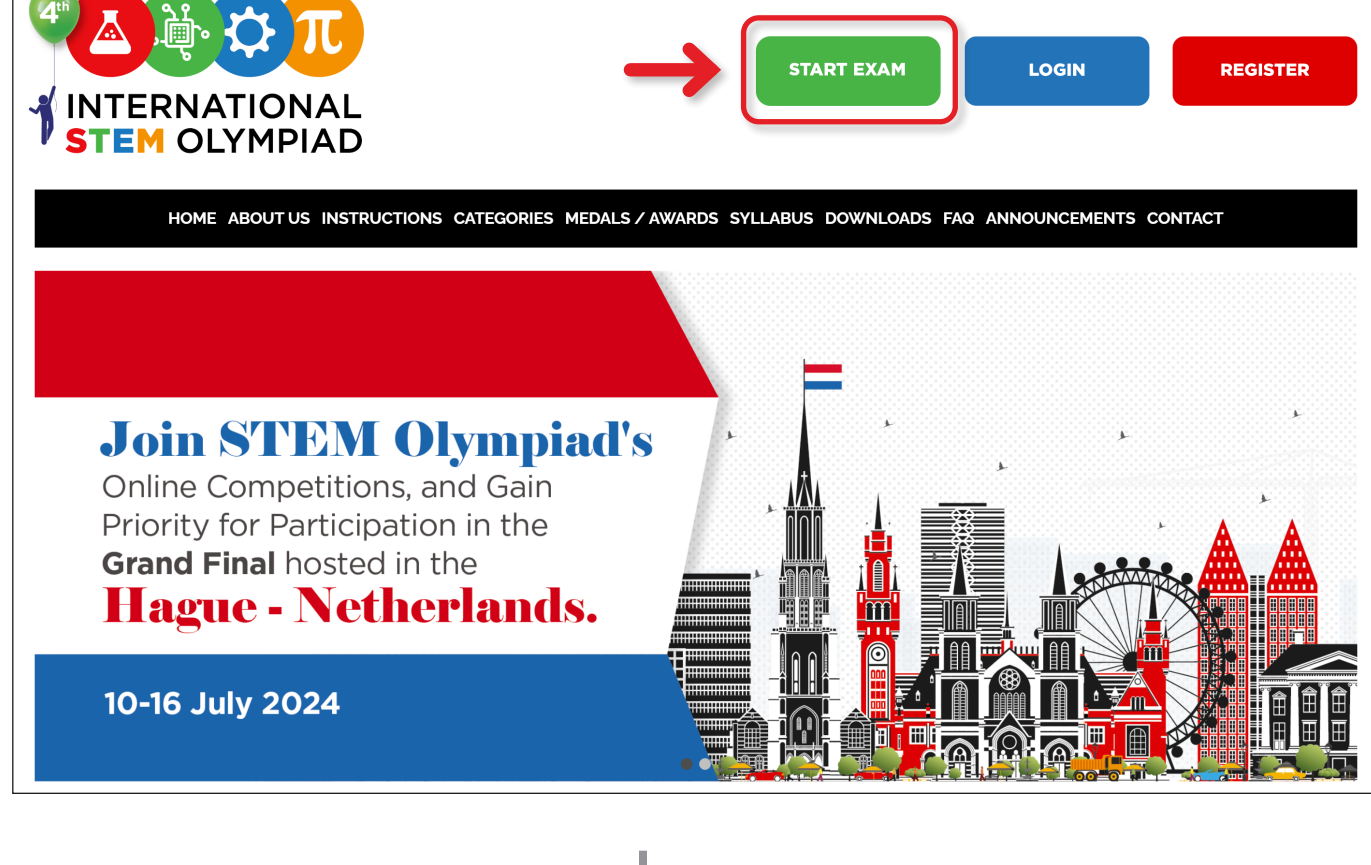 4th
π
INTERNATIONAL
STEM OLYMPIAD
START EXAM
LOGIN
REGISTER
HOME ABOUT US INSTRUCTIONS CATEGORIES MEDALS / AWARDS SYLLABUS DOWNLOADS FAQ ANNOUNCEMENTS CONTACT
Join STEM Olympiad's
Online Competitions, and Gain
Priority for Participation in the
Grand Final hosted in the
Hague - Netherlands.
10-16 July 2024